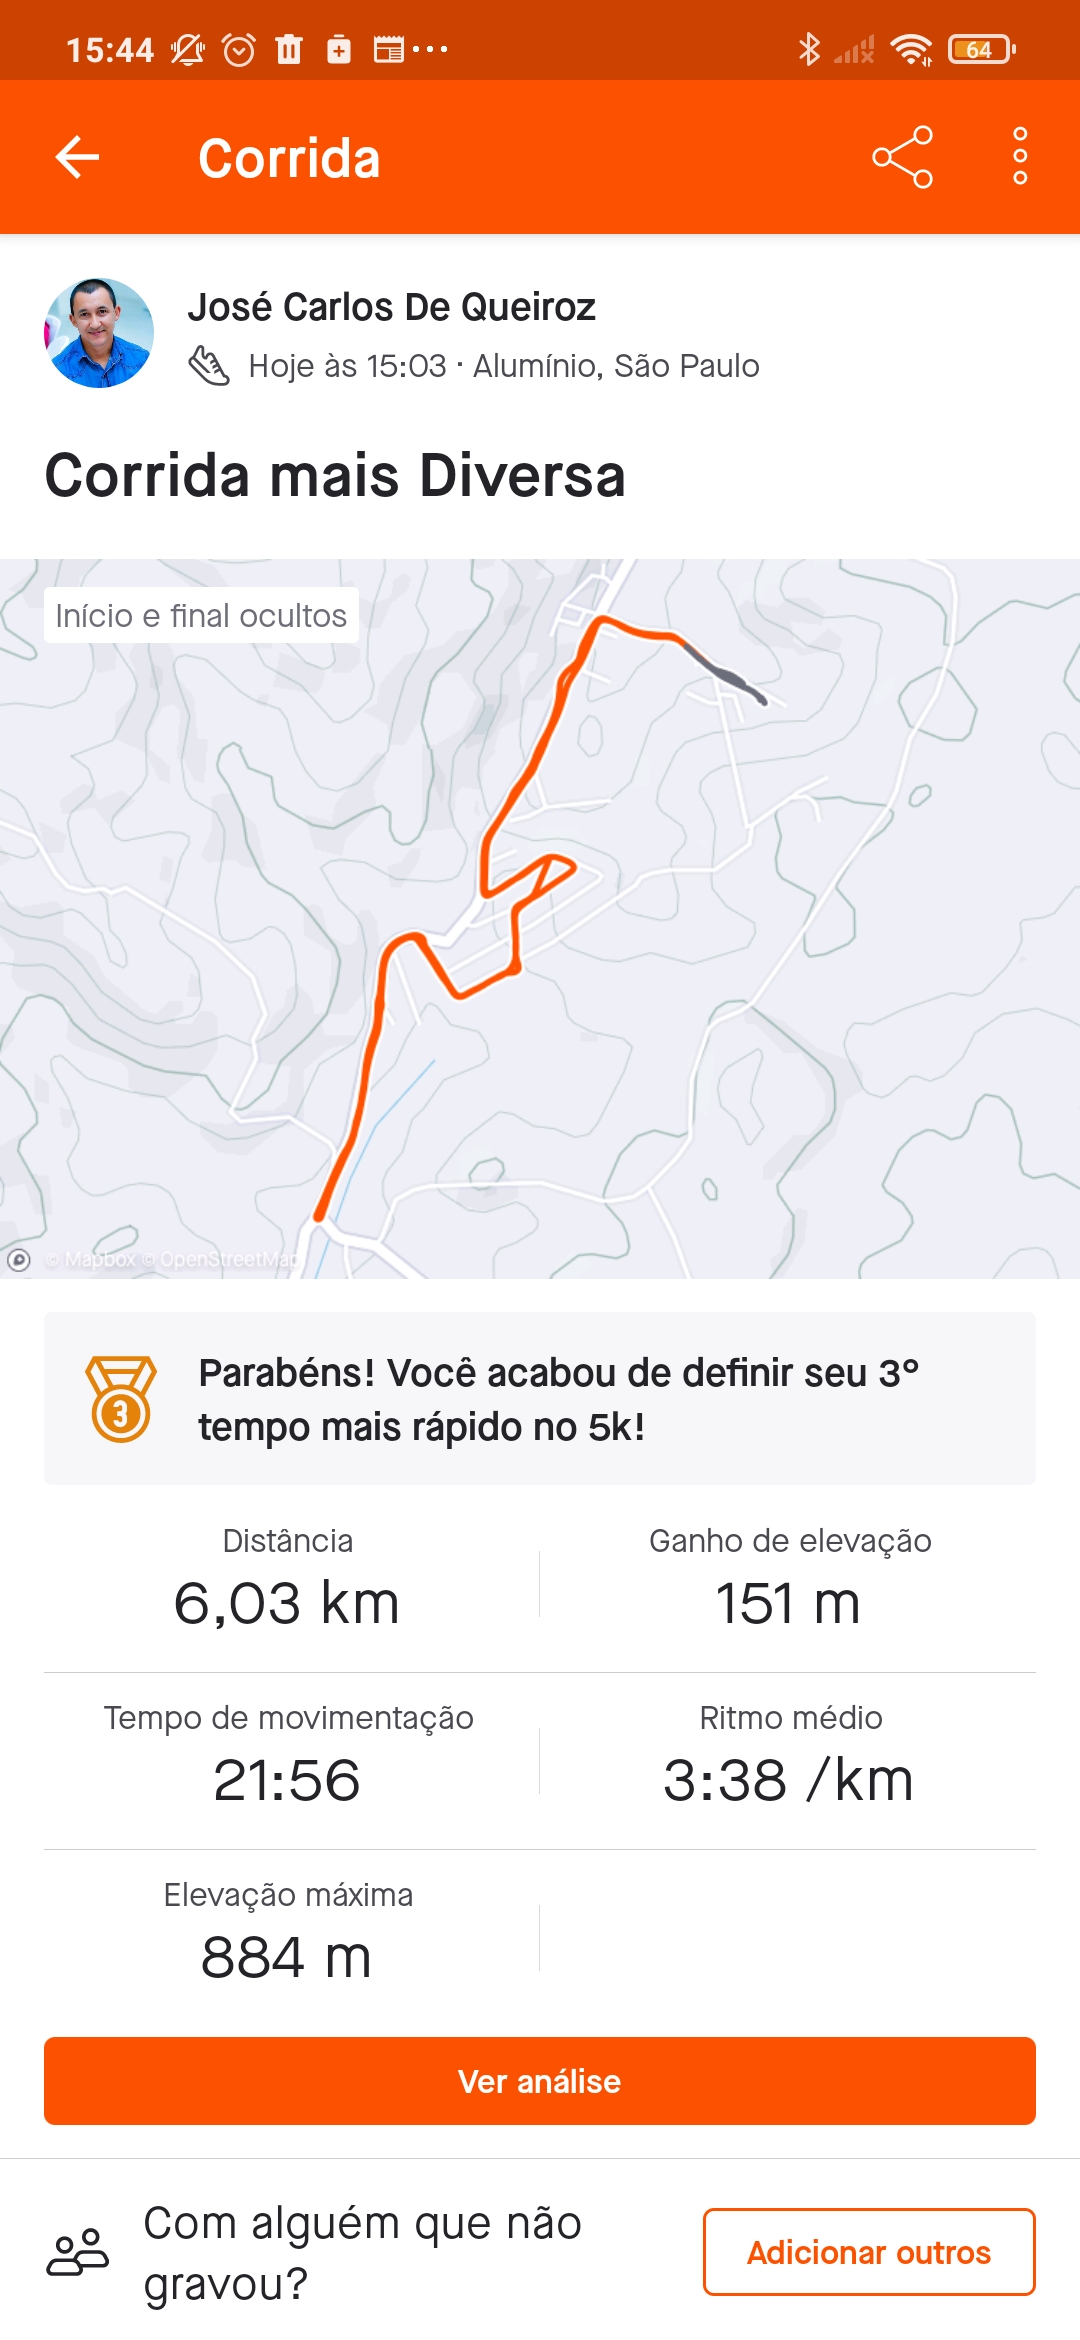 15:44
64
Corrida
José Carlos De Queiroz
Hoje às 15:03 · Alumínio, São Paulo
Corrida mais Diversa
Início e final ocultos
© Mapbox © OpenStreetMap
Parabéns! Você acabou de definir seu 3º
tempo mais rápido no 5k!
3
Distância
6,03 km
Ganho de elevação
151 m
Tempo de movimentação
21:56
Ritmo médio
3:38 /km
Elevação máxima
884 m
Ver análise
Com alguém que não
gravou?
Adicionar outros